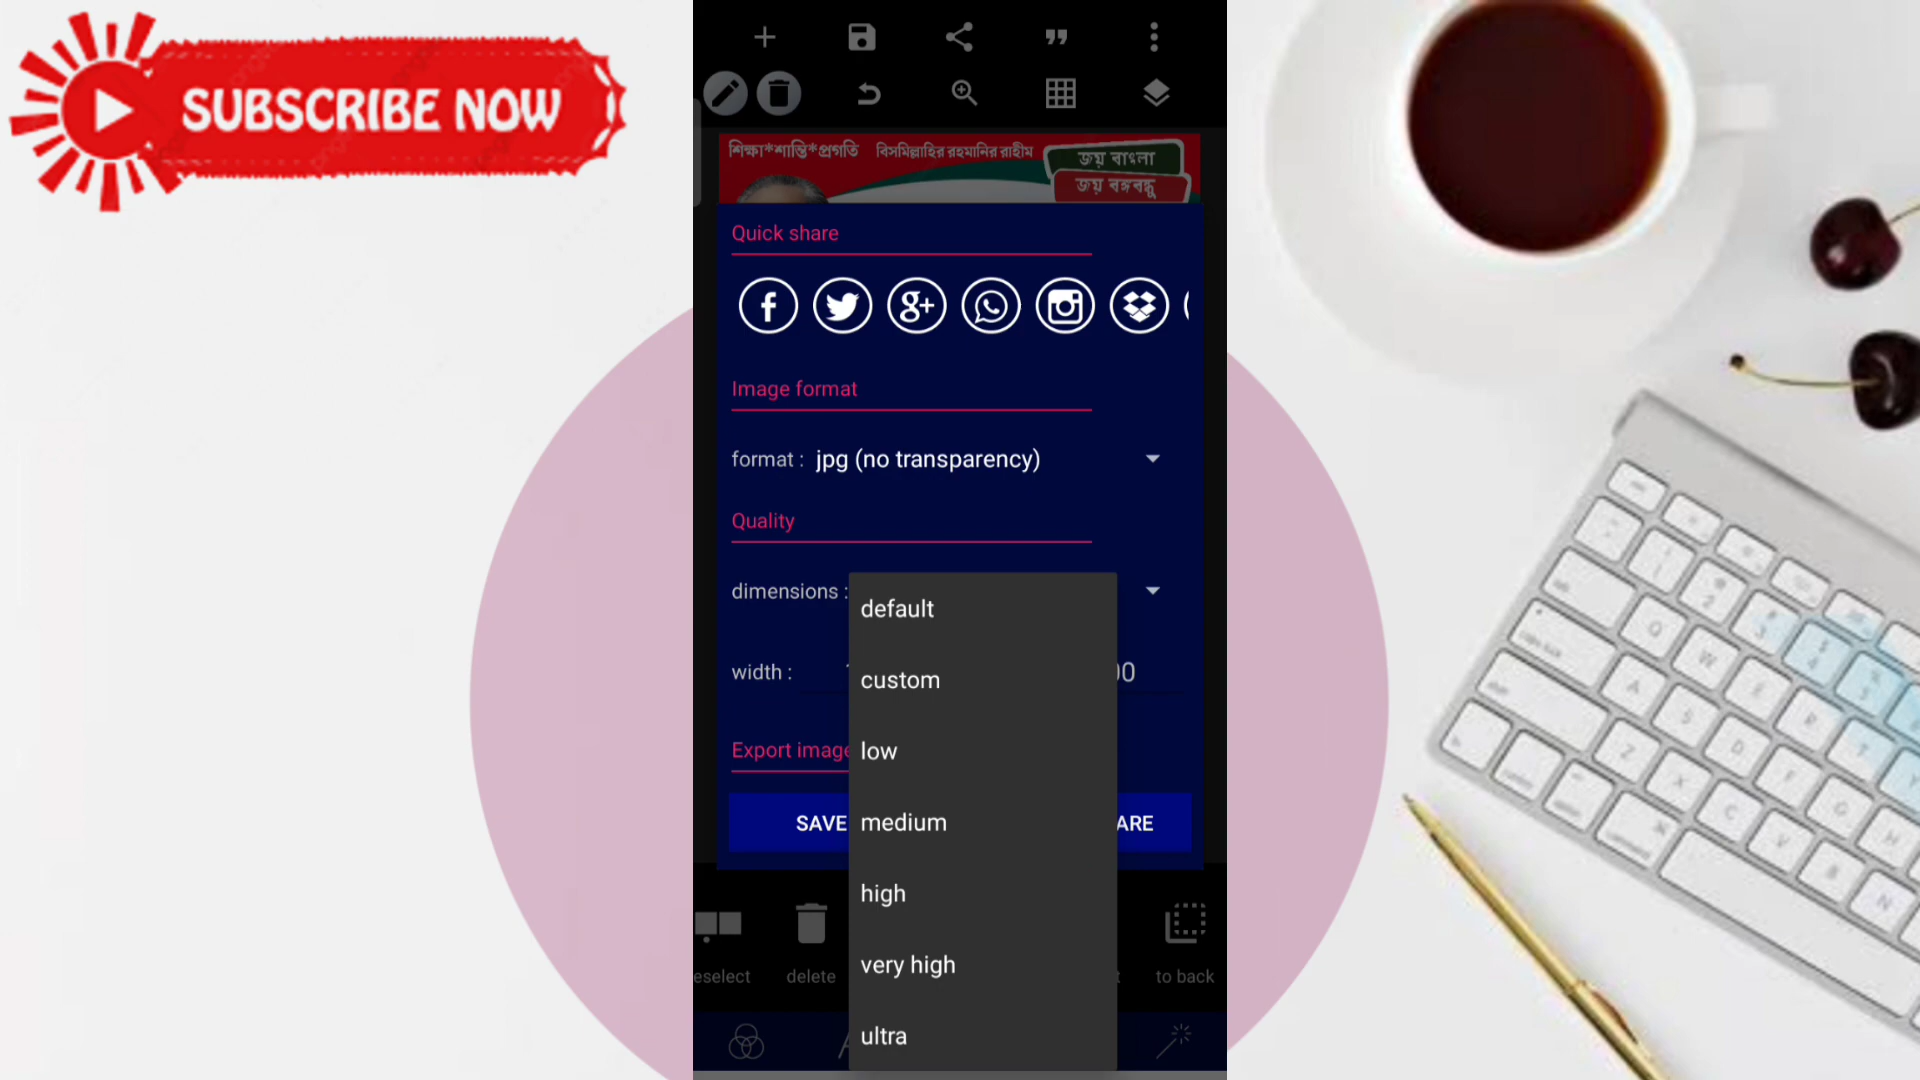 SUBSCRIBE NOW
শিক্ষা*শান্তি*প্রগতি
বিসমিল্লাহির রহমানির রাহীম
জয় বাংলা
জয় বঙ্গবন্ধু
Quick share
Image format
format : jpg (no transparency)
Quality
dimensions :
default
custom
width :
00
low
Export image
medium
SAVE
ARE
high
very high
eselect
delete
to back
ultra